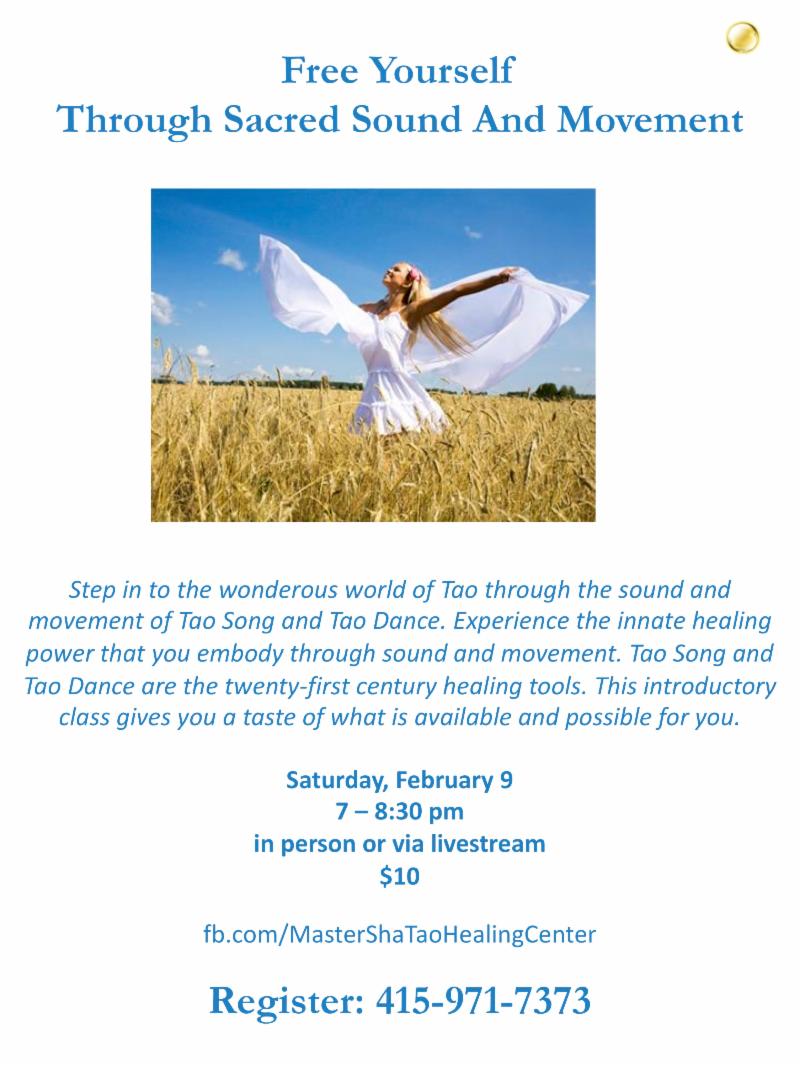 Free Yourself
Through Sacred Sound And Movement
Step in to the wonderous world of Tao through the sound and
movement of Tao Song and Tao Dance. Experience the innate healing
power that you embody through sound and movement. Tao Song and
Tao Dance are the twenty-first century healing tools. This introductory
class gives you a taste of what is available and possible for you.
Saturday, February 9
7 – 8:30 pm
in person or via livestream
$10
fb.com/MasterShaTaoHealingCenter
Register: 415-971-7373